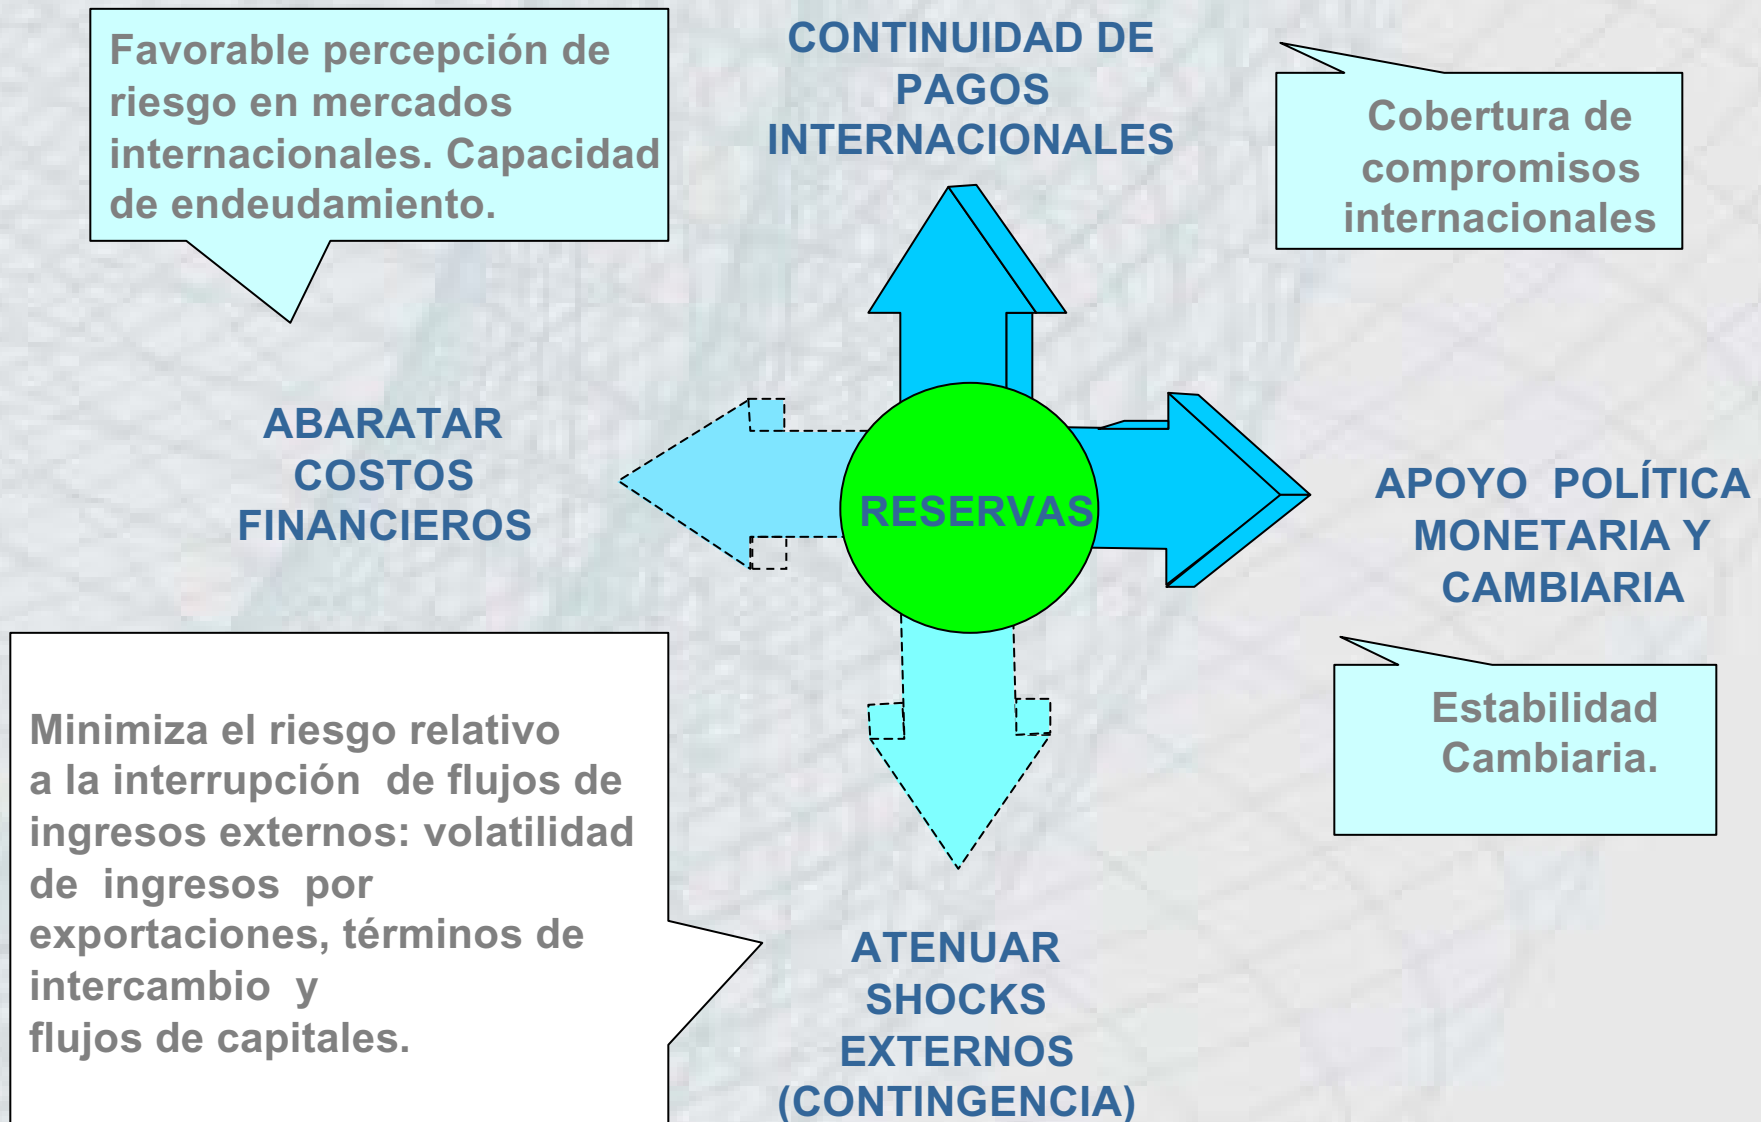 Favorable percepción de
riesgo en mercados
internacionales. Capacidad
de endeudamiento.
CONTINUIDAD DE
PAGOS
INTERNACIONALES
Cobertura de
compromisos
internacionales
ABARATAR
COSTOS
FINANCIEROS
RESERVAS
APOYO POLÍTICA
MONETARIA Y
CAMBIARIA
Minimiza el riesgo relativo
a la interrupción de flujos de
ingresos externos: volatilidad
de ingresos por
exportaciones, términos de
intercambio y
flujos de capitales.
Estabilidad
Cambiaria.
ATENUAR
SHOCKS
EXTERNOS
(CONTINGENCIA)